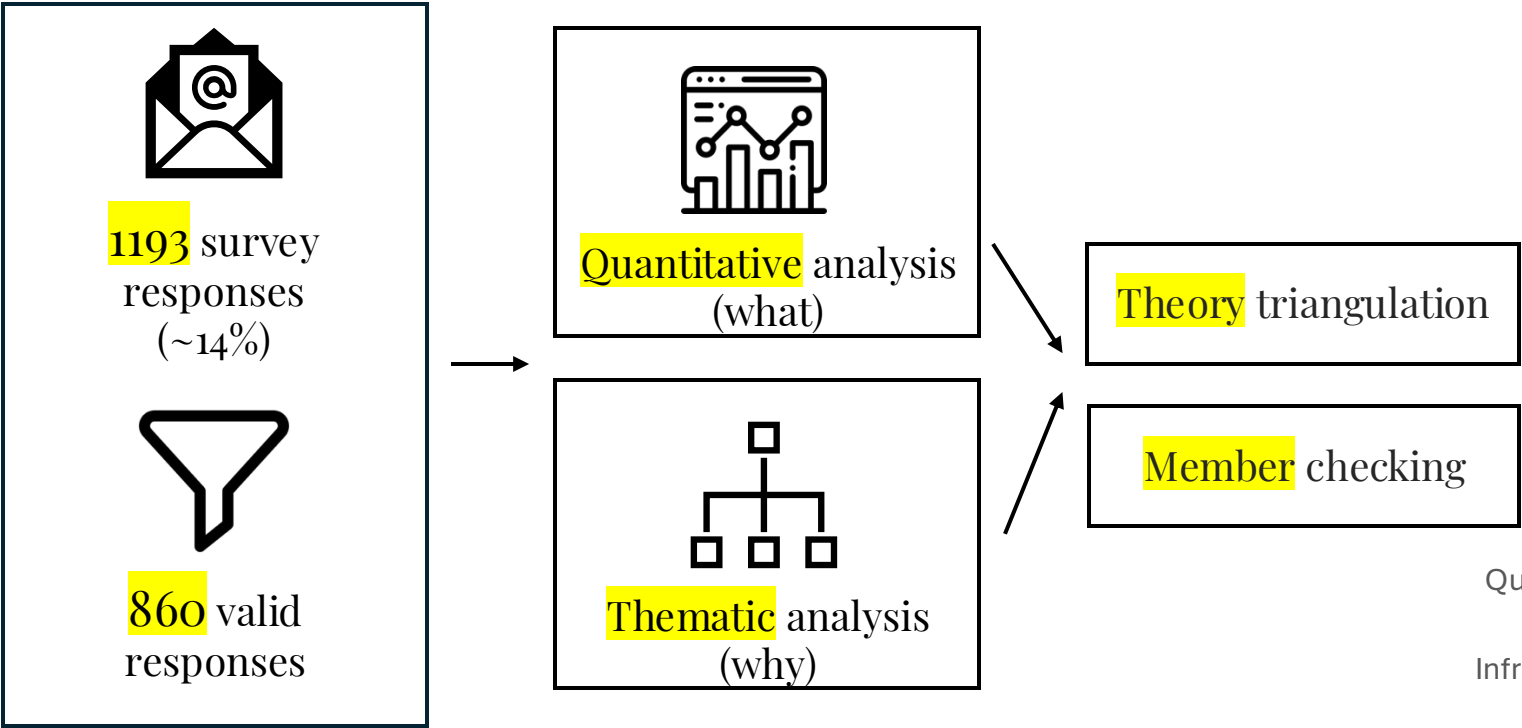 @
1193 survey
responses
(~14%)
860 valid
responses
Quantitative analysis
(what)
Thematic analysis
(why)
Theory triangulation
Member checking
Qu
Infr